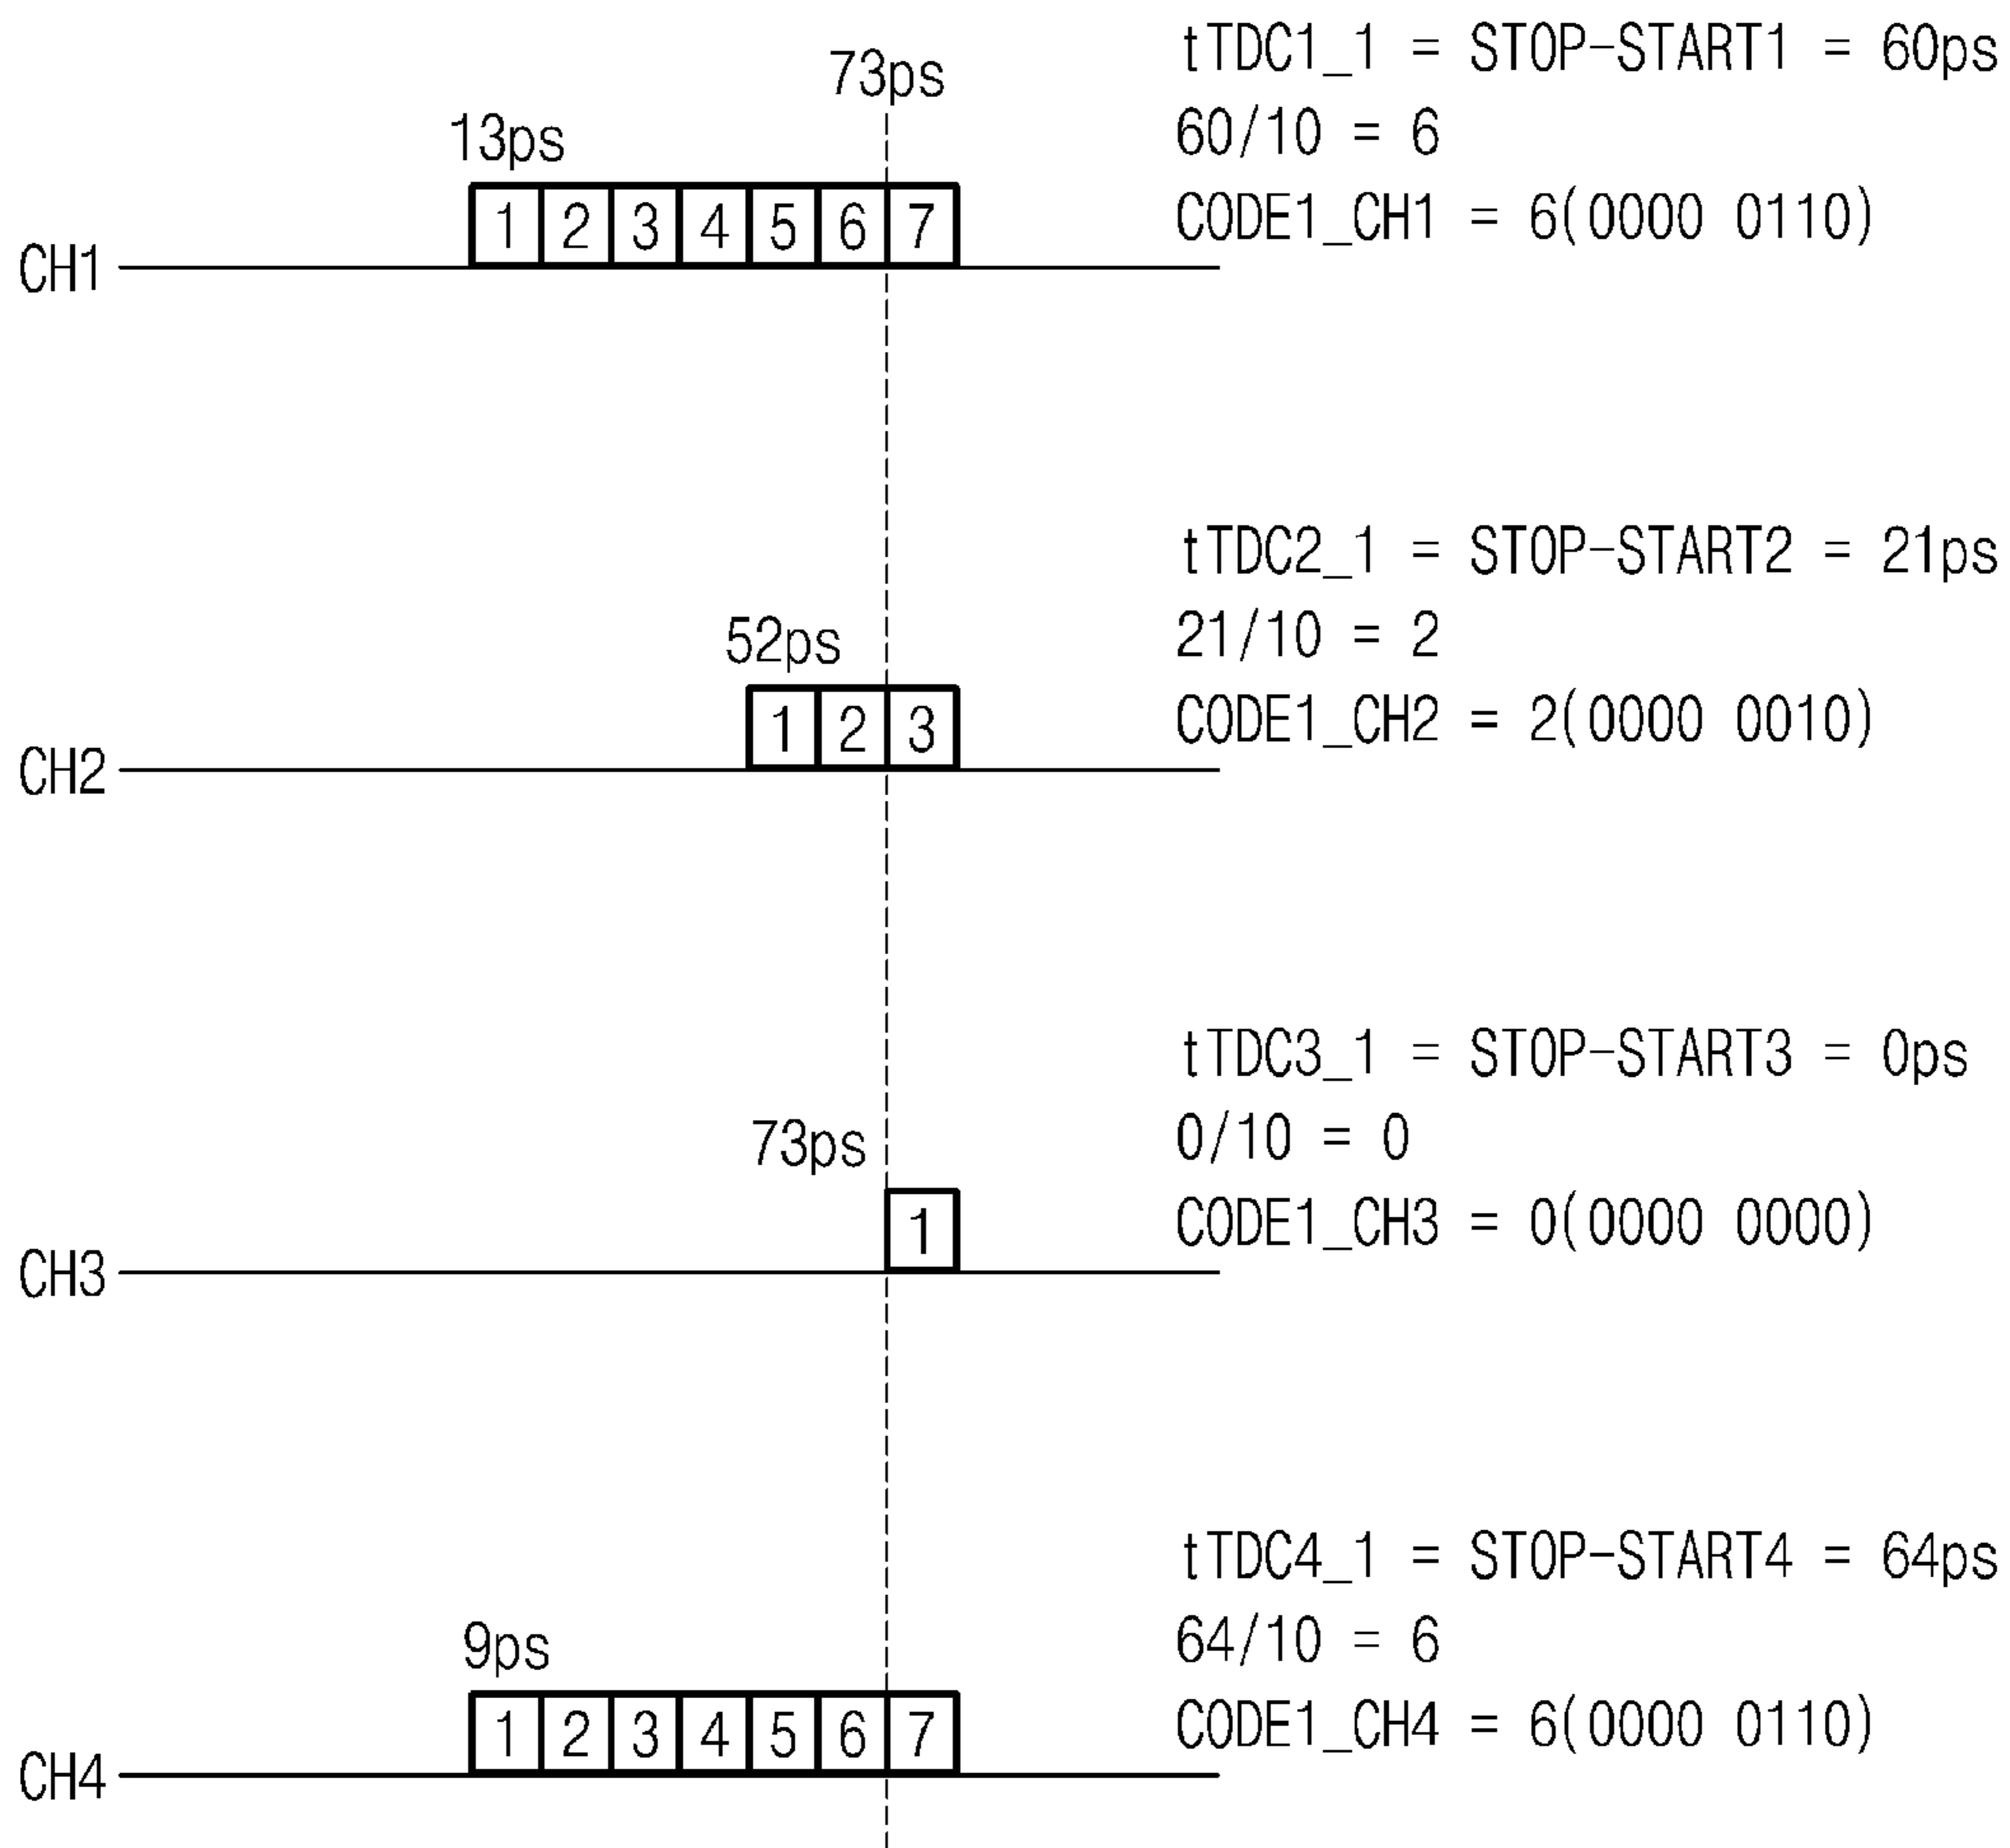 73ps
13ps
1 2 3 4 5 6 7
CH1
tTDC1_1 = STOP-START1 = 60ps
60/10 = 6
CODE1_CH1 = 6(0000 0110)
52ps
1 2 3
CH2
tTDC2_1 = STOP-START2 = 21ps
21/10 = 2
CODE1_CH2 = 2(0000 0010)
73ps
1
CH3
tTDC3_1 = STOP-START3 = 0ps
0/10 = 0
CODE1_CH3 = 0(0000 0000)
9ps
1 2 3 4 5 6 7
CH4
tTDC4_1 = STOP-START4 = 64ps
64/10 = 6
CODE1_CH4 = 6(0000 0110)